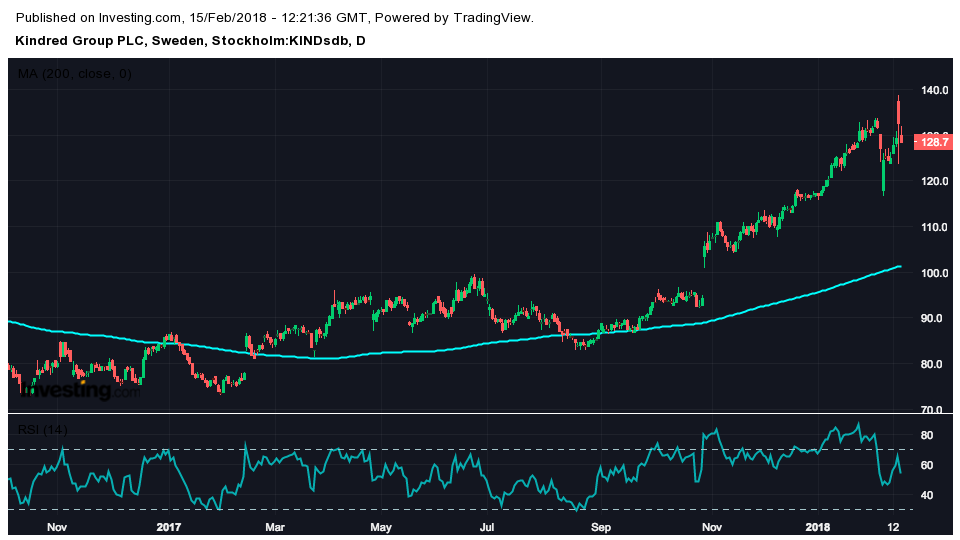 Published on Investing.com, 15/Feb/2018 - 12:21:36 GMT, Powered by TradingView.
Kindred Group PLC, Sweden, Stockholm:KINDsdb, D
MA (200, close, 0)
140.0
130.0
128.7
120.0
110.0
100.0
90.0
80.0
Investing.com
70.0
RSI (14)
80
60
40
Nov 2017 Mar May Jul Sep Nov 2018 12